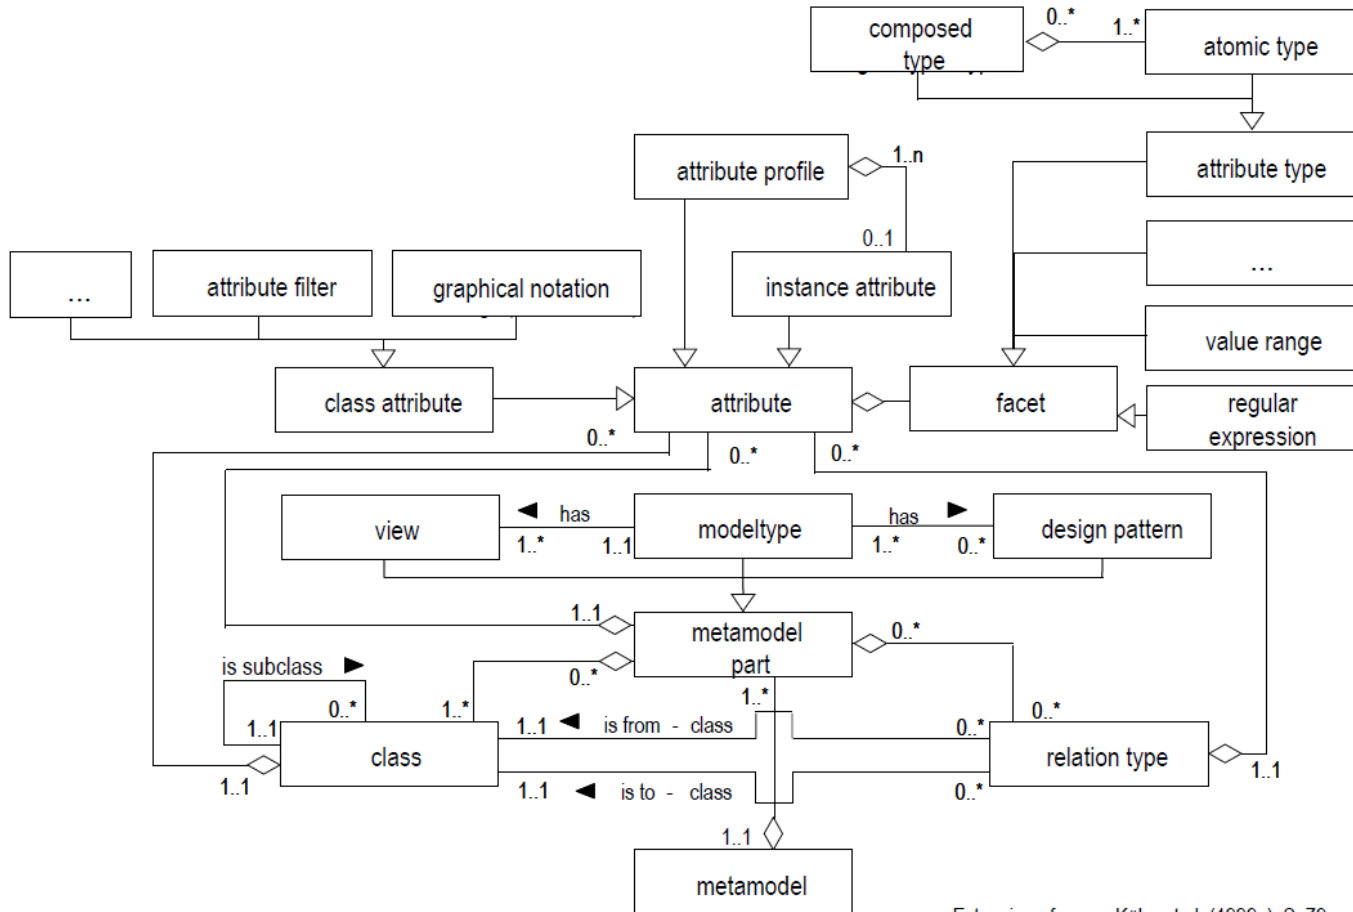 composed
type
0..*
1..*
atomic type
attribute profile
1..n
attribute type
0..1
...
attribute filter
graphical notation
instance attribute
...
value range
class attribute
attribute
facet
regular
expression
0..*
0..*
0..*
view
has
1..*
1..1
modeltype
has
1..*
0..*
design pattern
1..1
metamodel
part
0..*
0..*
is subclass
0..*
1..*
1..*
0..*
1..1
1..1
is from - class
0..*
class
relation type
1..1
1..1
is to - class
0..*
1..1
1..1
metamodel